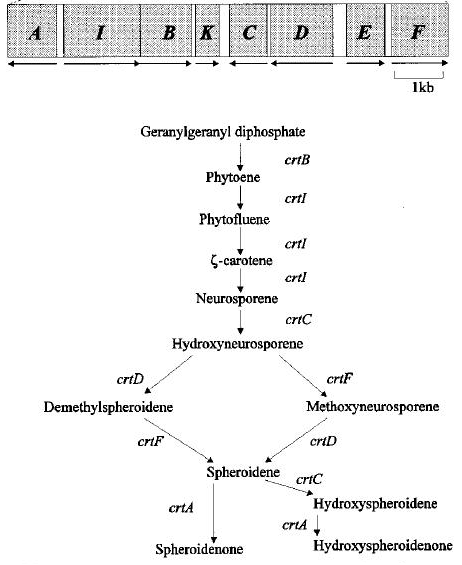 A I B K C D E F
1kb
Geranylgeranyl diphosphate
crtB
Phytoene
crtI
Phytofluene
crtI
ζ-carotene
crtI
Neurosporene
crtC
Hydroxyneurosporene
crtD crtF
Demethylspheroidene Methoxyneurosporene
crtF crtD
Spheroidene
crtC
Hydroxyspheroidene
crtA crtA
Spheroidenone Hydroxyspheroidenone